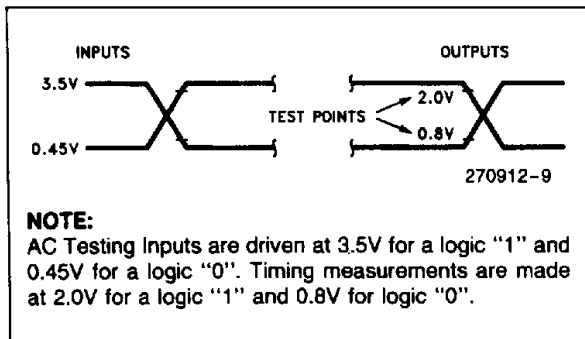 INPUTS
OUTPUTS
3.5V
2.0V
TEST POINTS
0.8V
0.45V
270912-9
NOTE:
AC Testing Inputs are driven at 3.5V for a logic “1” and
0.45V for a logic “0”. Timing measurements are made
at 2.0V for a logic “1” and 0.8V for logic “0”.